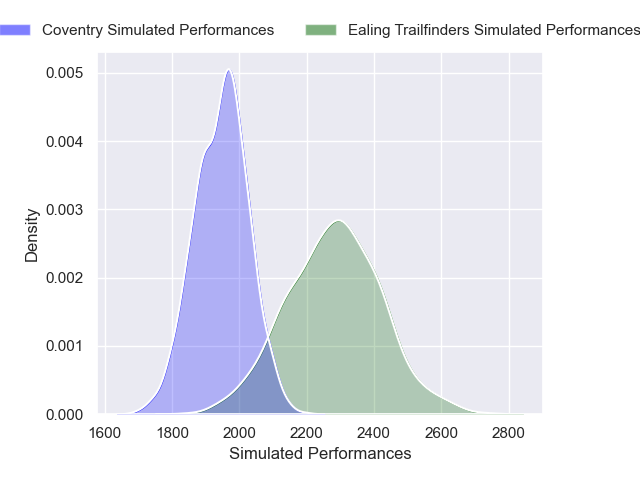 Coventry Simulated Performances
Ealing Trailfinders Simulated Performances
0.005
0.004
0.003
0.002
0.001
0.000
Density
1600 1800 2000 2200 2400 2600 2800
Simulated Performances